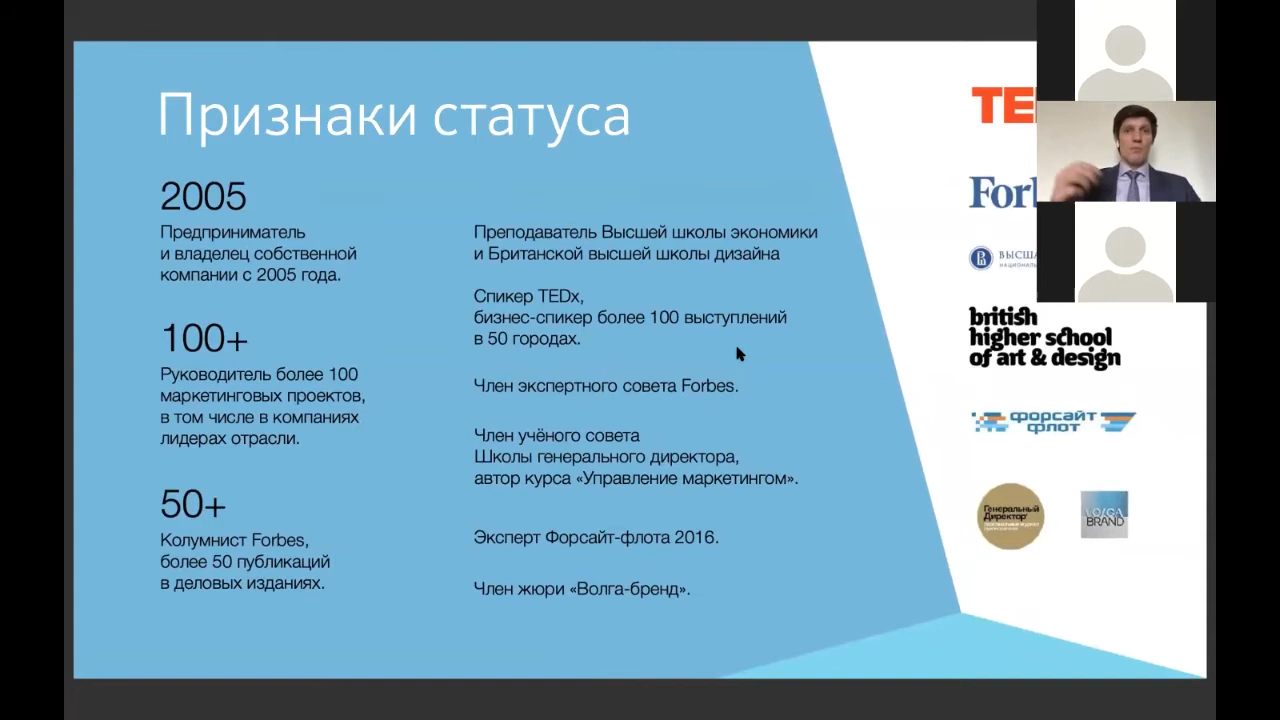 Признаки статуса
2005
Предприниматель
и владелец собственной
компании с 2005 года.
100+
Руководитель более 100
маркетинговых проектов,
в том числе в компаниях
лидерах отрасли.
50+
Колумнист Forbes,
более 50 публикаций
в деловых изданиях.
Преподаватель Высшей школы экономики
и Британской высшей школы дизайна
Спикер TEDx,
бизнес-спикер более 100 выступлений
в 50 городах.
Член экспертного совета Forbes.
Член учёного совета
Школы генерального директора,
автор курса «Управление маркетингом».
Эксперт Форсайт-флота 2016.
Член жюри «Волга-бренд».
TE
For
ВЫСША
british
higher school
of art & design
форсайт
флот
Генеральный
Директор
VOLGA
BRAND